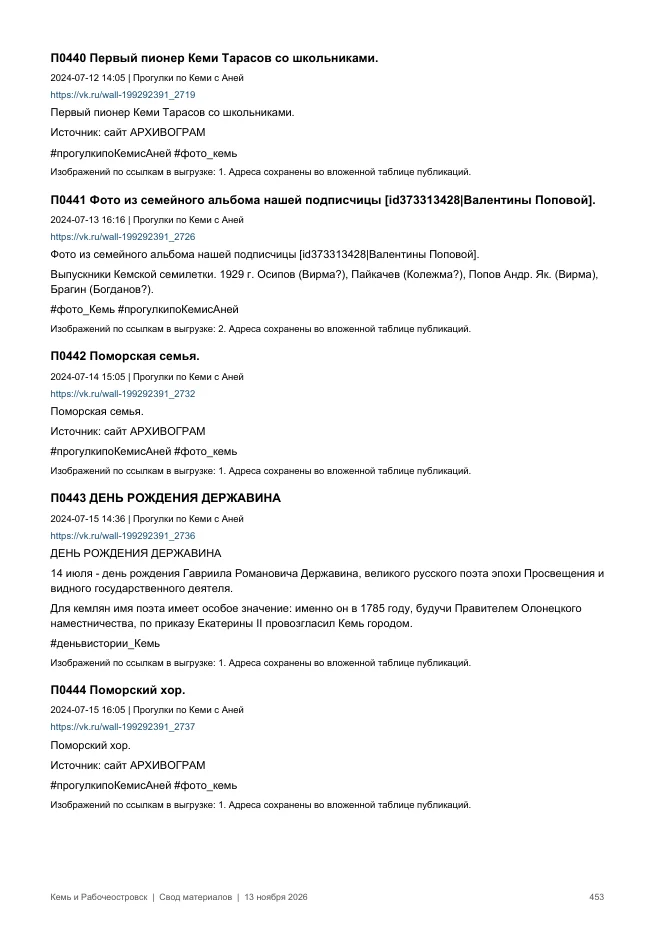 П0440 Первый пионер Кеми Тарасов со школьниками.
2024-07-12 14:05 | Прогулки по Кеми с Аней
https://vk.ru/wall-199292391_2719
Первый пионер Кеми Тарасов со школьниками.
Источник: сайт АРХИВОГРАМ
#прогулкипоКемисАней #фото_кемь
Изображений по ссылкам в выгрузке: 1. Адреса сохранены во вложенной таблице публикаций.
П0441 Фото из семейного альбома нашей подписчицы [id373313428|Валентины Поповой].
2024-07-13 16:16 | Прогулки по Кеми с Аней
https://vk.ru/wall-199292391_2726
Фото из семейного альбома нашей подписчицы [id373313428|Валентины Поповой].
Выпускники Кемской семилетки. 1929 г. Осипов (Вирма?), Пайкачев (Колежма?), Попов Андр. Як. (Вирма),
Брагин (Богданов?).
#фото_Кемь #прогулкипоКемисАней
Изображений по ссылкам в выгрузке: 2. Адреса сохранены во вложенной таблице публикаций.
П0442 Поморская семья.
2024-07-14 15:05 | Прогулки по Кеми с Аней
https://vk.ru/wall-199292391_2732
Поморская семья.
Источник: сайт АРХИВОГРАМ
#прогулкипоКемисАней #фото_кемь
Изображений по ссылкам в выгрузке: 1. Адреса сохранены во вложенной таблице публикаций.
П0443 ДЕНЬ РОЖДЕНИЯ ДЕРЖАВИНА
2024-07-15 14:36 | Прогулки по Кеми с Аней
https://vk.ru/wall-199292391_2736
ДЕНЬ РОЖДЕНИЯ ДЕРЖАВИНА
14 июля - день рождения Гавриила Романовича Державина, великого русского поэта эпохи Просвещения и
видного государственного деятеля.
Для кемлян имя поэта имеет особое значение: именно он в 1785 году, будучи Правителем Олонецкого
наместничества, по приказу Екатерины II провозгласил Кемь городом.
#деньвистории_Кемь
Изображений по ссылкам в выгрузке: 1. Адреса сохранены во вложенной таблице публикаций.
П0444 Поморский хор.
2024-07-15 16:05 | Прогулки по Кеми с Аней
https://vk.ru/wall-199292391_2737
Поморский хор.
Источник: сайт АРХИВОГРАМ
#прогулкипоКемисАней #фото_кемь
Изображений по ссылкам в выгрузке: 1. Адреса сохранены во вложенной таблице публикаций.
Кемь и Рабочеостровск | Свод материалов | 13 ноября 2026 453